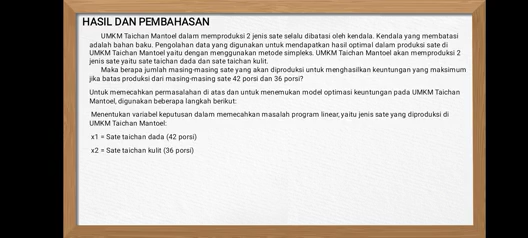 HASIL DAN PEMBAHASAN
UMKM Taichan Mantoel dalam memproduksi 2 jenis sate selalu dibatasi oleh kendala. Kendala yang membatasi
adalah bahan baku. Pengolahan data yang digunakan untuk mendapatkan hasil optimal dalam produksi sate di
UMKM Taichan Mantoel yaitu dengan menggunakan metode simpleks. UMKM Taichan Mantoel akan memproduksi 2
jenis sate yaitu sate taichan dada dan sate taichan kulit.
Maka berapa jumlah masing-masing sate yang akan diproduksi untuk menghasilkan keuntungan yang maksimum
jika batas produksi dari masing-masing sate 42 porsi dan 36 porsi?
Untuk memecahkan permasalahan di atas dan untuk menemukan model optimasi keuntungan pada UMKM Taichan
Mantoel, digunakan beberapa langkah berikut:
Menentukan variabel keputusan dalam memecahkan masalah program linear, yaitu jenis sate yang diproduksi di
UMKM Taichan Mantoel:
x1 = Sate taichan dada (42 porsi)
x2 = Sate taichan kulit (36 porsi)